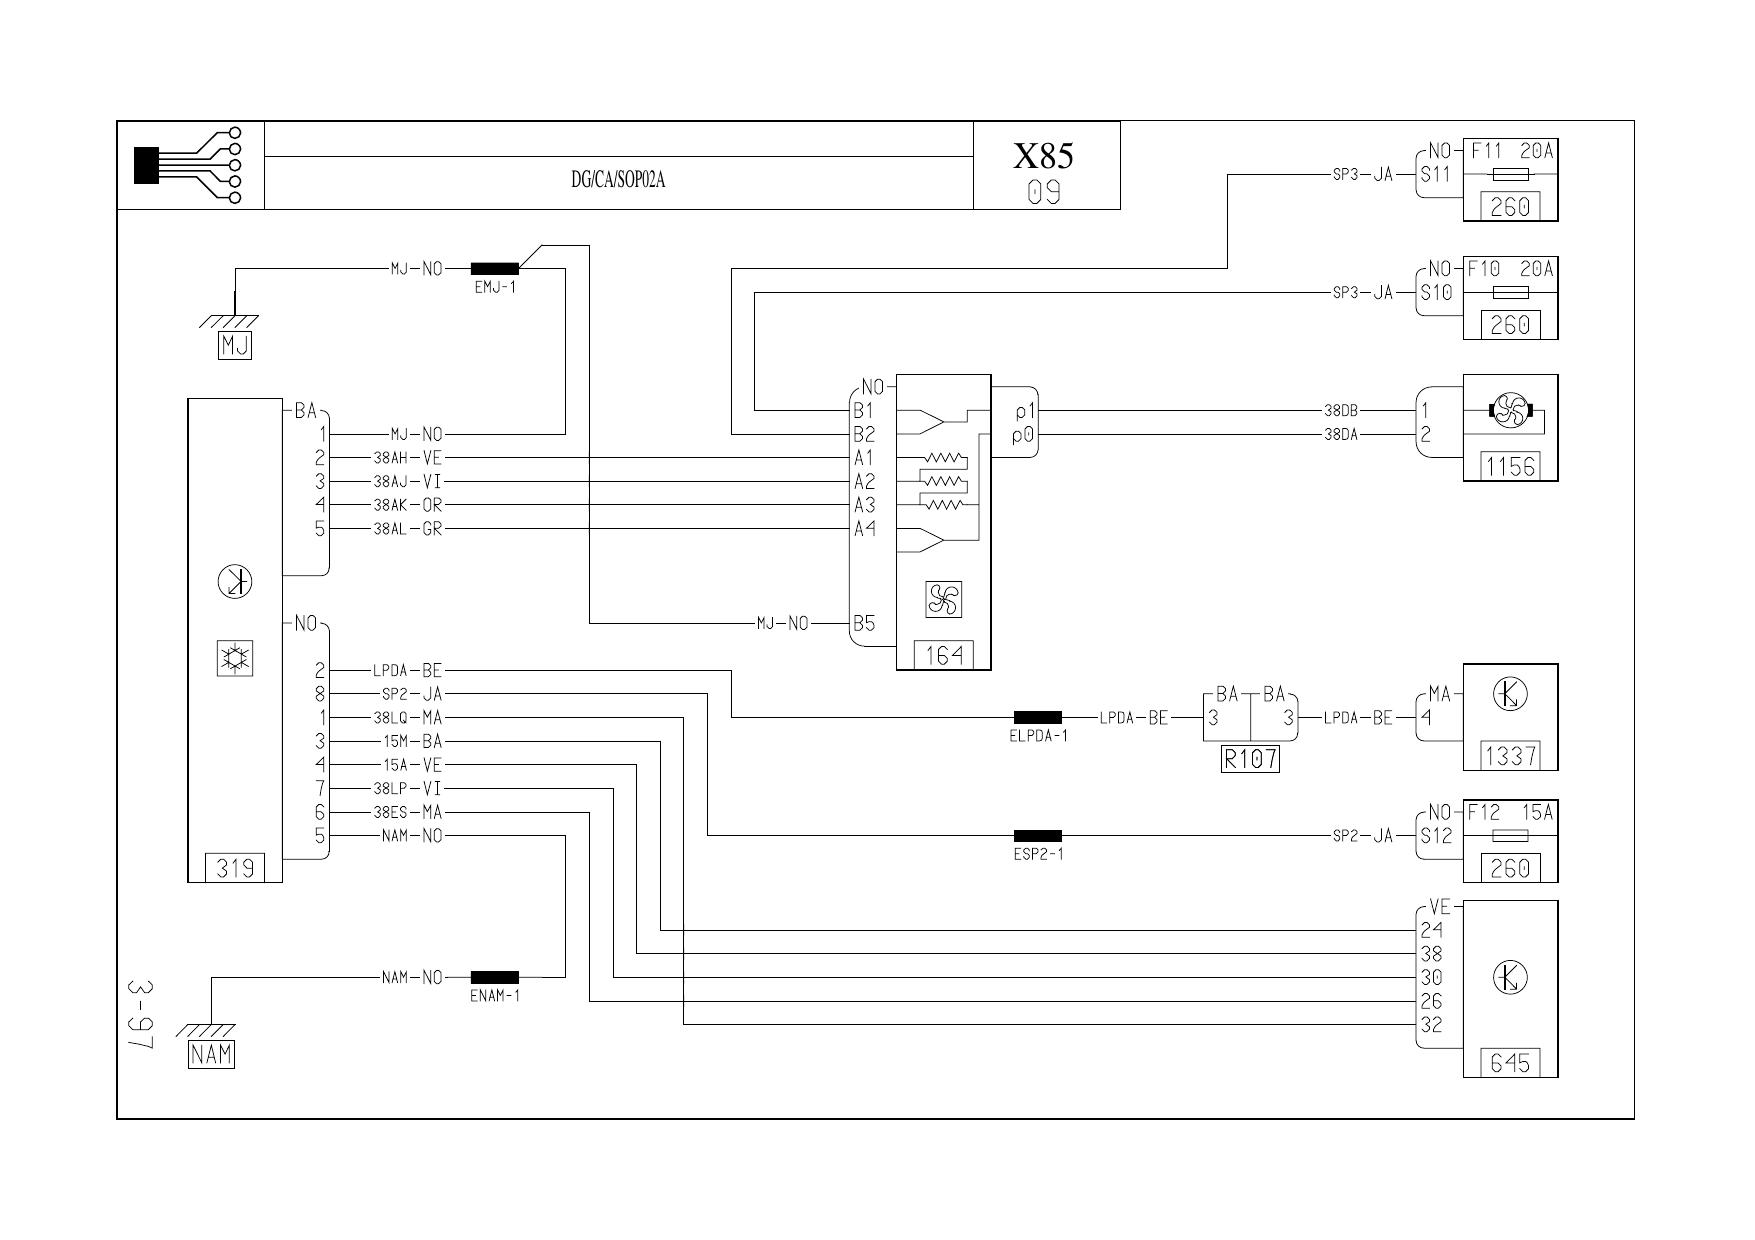 DG/CA/SOP02A
X85
09
NO F11 20A
SP3-JA S11
260
MJ-NO
EMJ-1
NO F10 20A
SP3-JA S10
260
MJ
NO
BA
B1 p1 38DB 1
1 MJ-NO B2 p0 38DA 2
2 38AH-VE A1 1156
3 38AJ-VI A2
4 38AK-OR A3
5 38AL-GR A4
NO MJ-NO B5
164
2 LPDA-BE
8 SP2-JA BA BA MA
1 38LQ-MA LPDA-BE 3 3 LPDA-BE 4
ELPDA-1
3 15M-BA
R107 1337
4 15A-VE
7 38LP-VI
6 38ES-MA NO F12 15A
5 NAM-NO SP2-JA S12
ESP2-1
319 260
VE
24
38
NAM-NO 30
ENAM-1
26
32
3-97
NAM
645